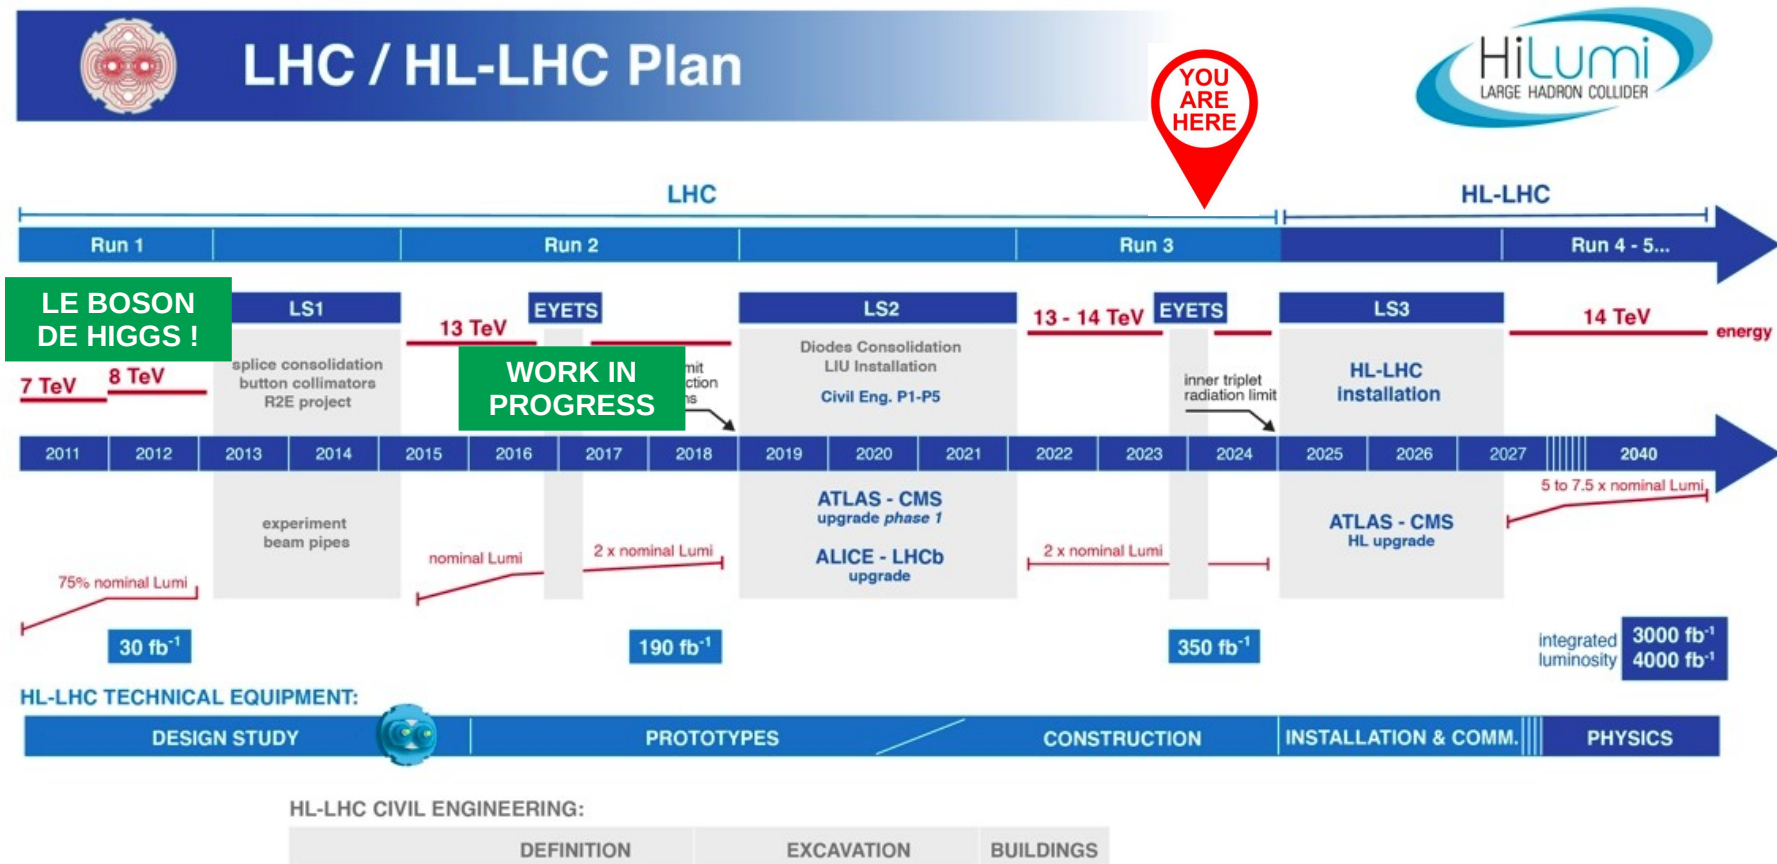 LHC / HL-LHC Plan
YOU
ARE
HERE
HiLumi
LARGE HADRON COLLIDER
LHC
HL-LHC
Run 1
Run 2
Run 3
Run 4 - 5...
LE BOSON
DE HIGGS !
LS1
EYETS
LS2
EYETS
LS3
13 TeV
13 - 14 TeV
14 TeV
energy
7 TeV
8 TeV
splice consolidation
button collimators
R2E project
WORK IN
PROGRESS
Diodes Consolidation
LIU Installation
Civil Eng. P1-P5
inner triplet
radiation limit
HL-LHC
installation
2011
2012
2013
2014
2015
2016
2017
2018
2019
2020
2021
2022
2023
2024
2025
2026
2027
2040
5 to 7.5 x nominal Lumi
experiment
beam pipes
ATLAS - CMS
upgrade phase 1
ALICE - LHCb
upgrade
ATLAS - CMS
HL upgrade
75% nominal Lumi
nominal Lumi
2 x nominal Lumi
2 x nominal Lumi
30 fb⁻¹
190 fb⁻¹
350 fb⁻¹
integrated
luminosity
3000 fb⁻¹
4000 fb⁻¹
HL-LHC TECHNICAL EQUIPMENT:
DESIGN STUDY
PROTOTYPES
CONSTRUCTION
INSTALLATION & COMM.
PHYSICS
HL-LHC CIVIL ENGINEERING:
DEFINITION
EXCAVATION
BUILDINGS